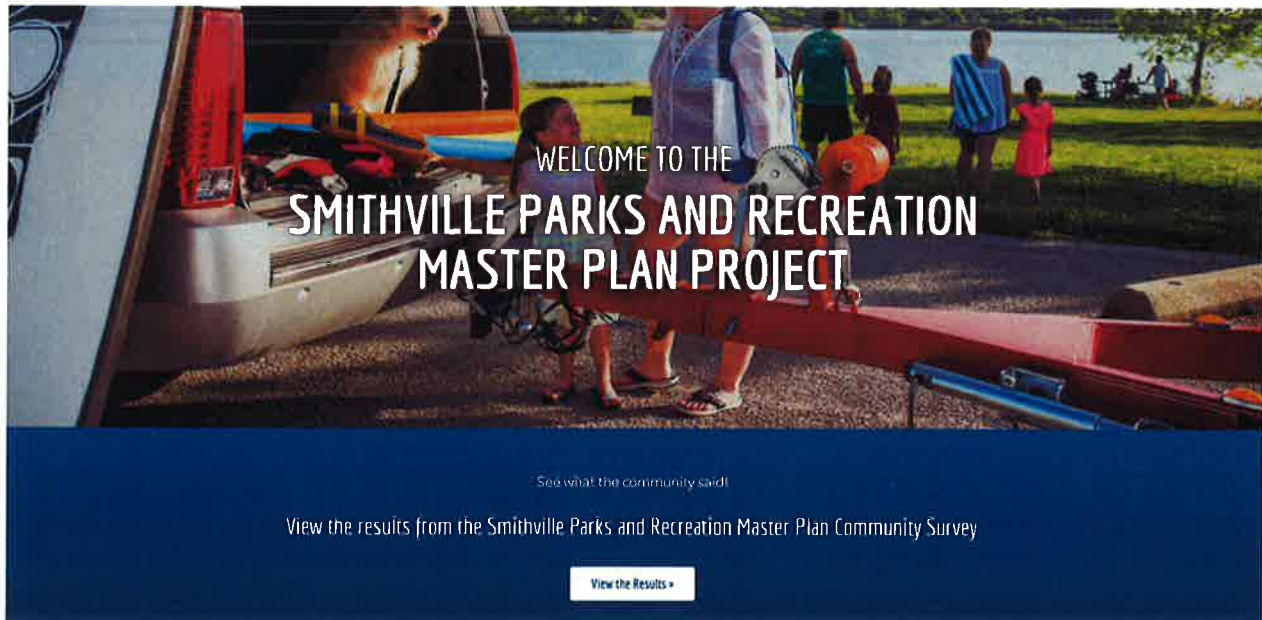 WELCOME TO THE
SMITHVILLE PARKS AND RECREATION
MASTER PLAN PROJECT
See what the community said!
View the results from the Smithville Parks and Recreation Master Plan Community Survey
View the Results »